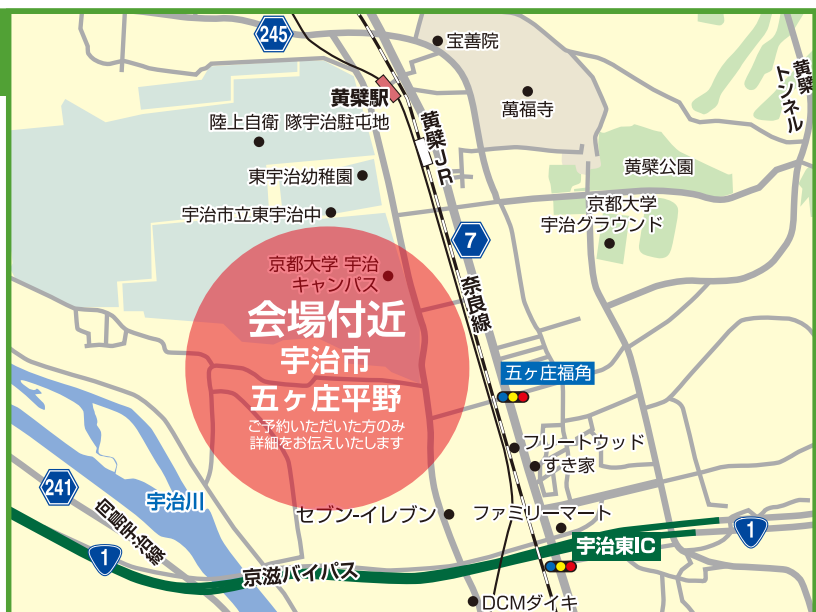 245
宝善院
黄檗駅
萬福寺
黄檗
トンネル
陸上自衛 隊宇治駐屯地
黄檗JR
黄檗公園
東宇治幼稚園
京都大学
宇治グラウンド
宇治市立東宇治中
7
京都大学 宇治
キャンパス
奈良線
会場付近
宇治市
五ヶ庄平野
ご予約いただいた方のみ
詳細をお伝えいたします
五ヶ庄福角
フリートウッド
すき家
241
向島宇治線
宇治川
セブン-イレブン
ファミリーマート
1
宇治東IC
1
京滋バイパス
DCMダイキ